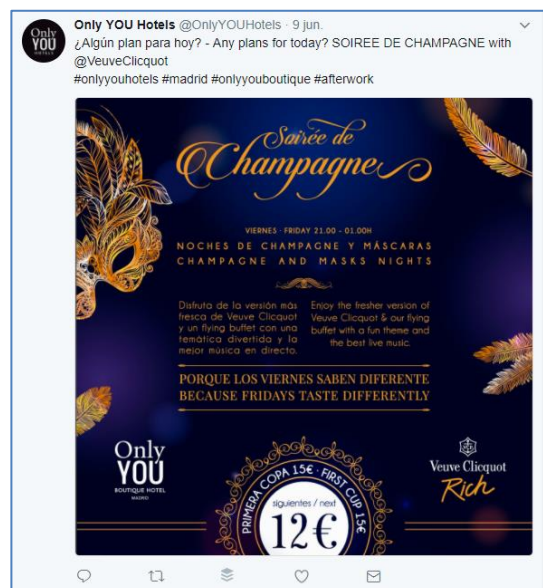 Only YOU Hotels @OnlyYOUHotels · 9 jun.
¿Algún plan para hoy? - Any plans for today? SOIREE DE CHAMPAGNE with
@VeuveClicquot
#onlyyouhotels #madrid #onlyyouboutique #afterwork
Only
YOU
HOTELS
Soirée de
Champagne
VIERNES · FRIDAY 21.00 - 01.00H
NOCHES DE CHAMPAGNE Y MÁSCARAS
CHAMPAGNE AND MASKS NIGHTS
Disfruta de la versión más
fresca de Veuve Clicquot
y un flying buffet con una
temática divertida y la
mejor música en directo.
Enjoy the fresher version of
Veuve Clicquot & our flying
buffet with a fun theme and
the best live music.
PORQUE LOS VIERNES SABEN DIFERENTE
BECAUSE FRIDAYS TASTE DIFFERENTLY
Only
YOU
BOUTIQUE HOTEL
MADRID
PRIMERA COPA 15€ · FIRST CUP 15€
siguientes / next
12€
Veuve Clicquot
Rich